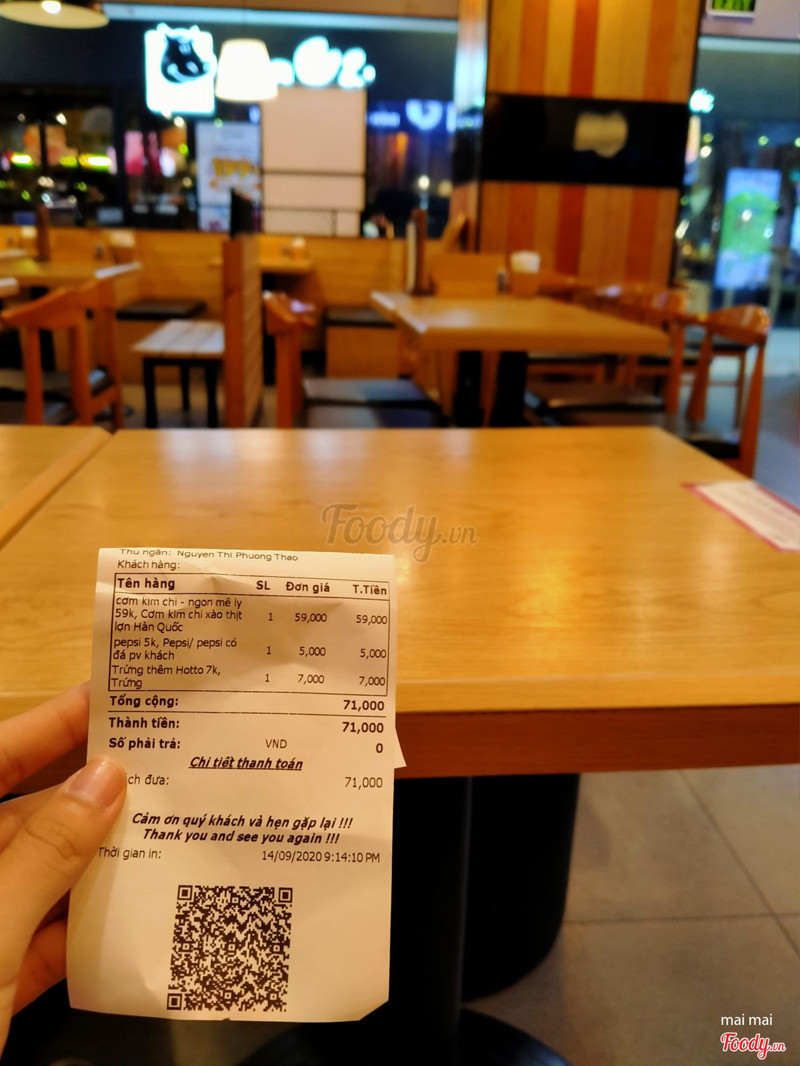 EXIT
199
Foody.vn
Thu ngân: Nguyen Thi Phuong Thao
Khách hàng:
Tên hàng SL Đơn giá T.Tiền
cơm kim chi - ngon mê ly
59k, Cơm kim chi xào thịt 1 59,000 59,000
lợn Hàn Quốc
pepsi 5k, Pepsi/ pepsi có
đá pv khách 1 5,000 5,000
Trứng thêm Hotto 7k,
Trứng 1 7,000 7,000
Tổng cộng: 71,000
Thành tiền: 71,000
Số phải trả: VND 0
Chi tiết thanh toán
ch đưa: 71,000
Cảm ơn quý khách và hẹn gặp lại !!!
Thank you and see you again !!!
Thời gian in: 14/09/2020 9:14:10 PM
mai mai
Foody.vn